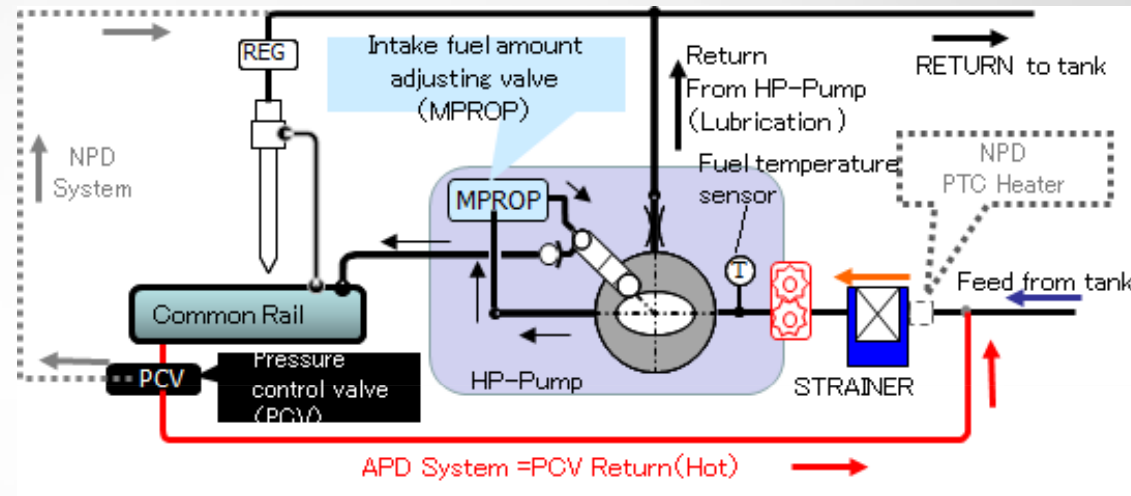 REG
Intake fuel amount
adjusting valve
(MPROP)
Return
From HP-Pump
(Lubrication)
RETURN to tank
NPD
System
Fuel temperature
sensor
NPD
PTC Heater
MPROP
T
Feed from tank
Common Rail
PCV
Pressure
control valve
(PCV)
HP-Pump
STRAINER
APD System =PCV Return(Hot)